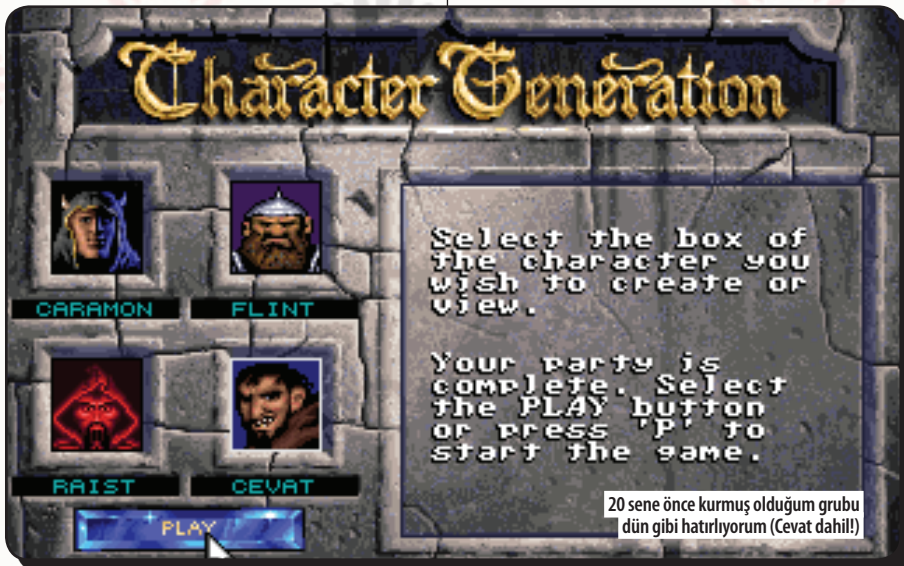 Character Generation
CARAMON
FLINT
RAIST
CEVAT
PLAY
Select the box of
the character you
wish to create or
view.
Your party is
complete. Select
the PLAY button
or press 'P' to
start the game.
20 sene önce kurmuş olduğum grubu
dün gibi hatırlıyorum (Cevat dahil!)